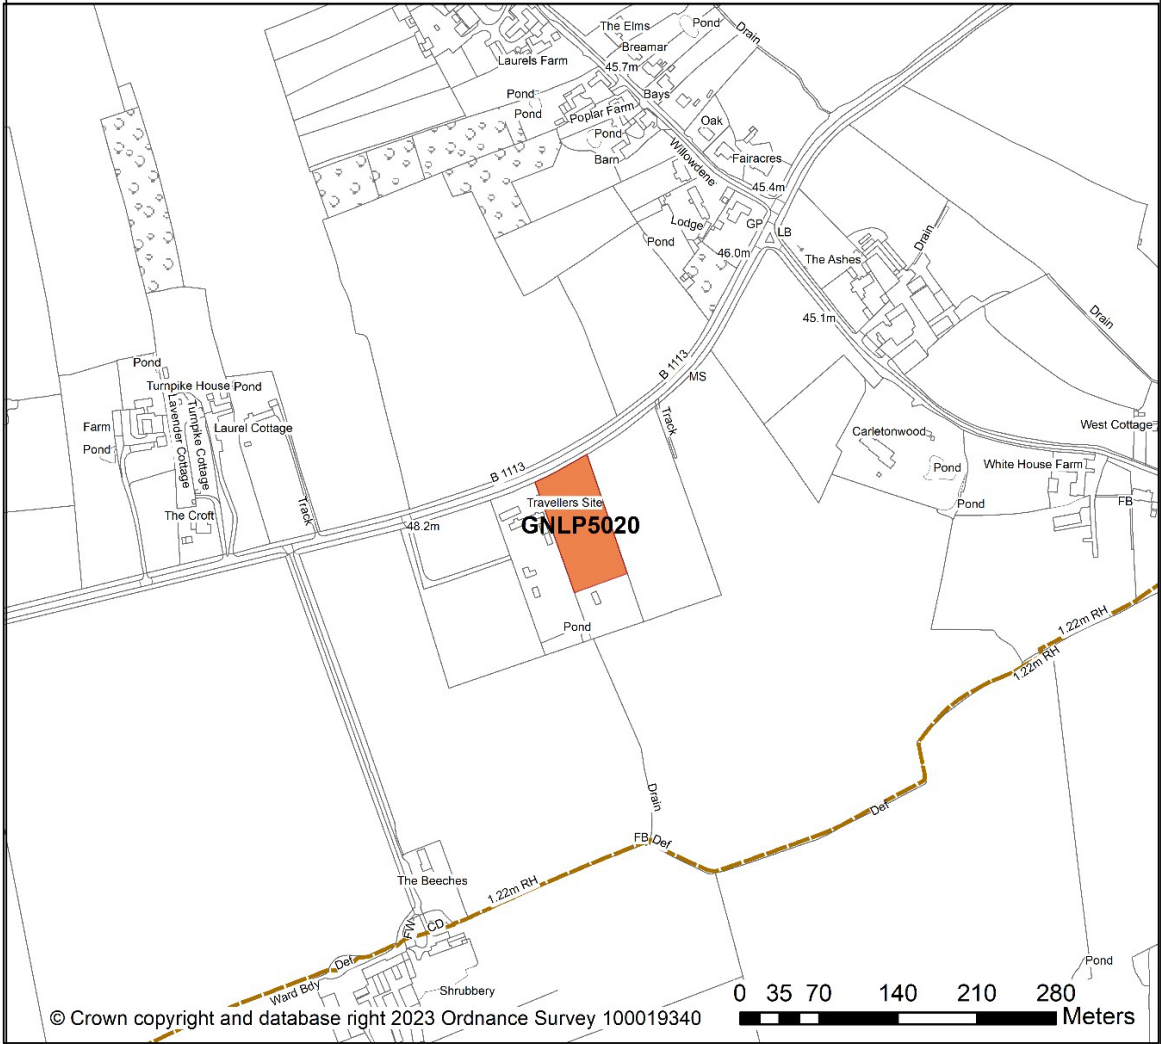 The Elms
Pond
Drain
Breamar
Laurels Farm
45.7m
Pond
Bays
Pond
Poplar Farm
Oak
Pond
Barn
Willowdene
Fairacres
45.4m
Lodge
GP
LB
Pond
46.0m
The Ashes
Drain
45.1m
Drain
Pond
Turnpike House
Pond
B 1113
MS
Lavender Cottage
Turnpike Cottage
Farm
Laurel Cottage
Track
West Cottage
Carletonwood
Pond
White House Farm
Pond
B 1113
Travellers Site
GNLP5020
Pond
FB
The Croft
Track
48.2m
1.22m RH
Pond
1.22m RH
Drain
Def
FB
Def
The Beeches
1.22m RH
FW
CD
Def
Ward Bdy
Shrubbery
Pond
0 35 70 140 210 280
Meters
© Crown copyright and database right 2023 Ordnance Survey 100019340